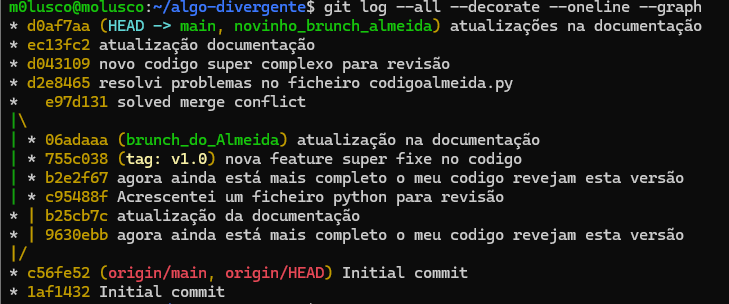 m0lusco@molusco:~/algo-divergente$ git log --all --decorate --oneline --graph
* d0af7aa (HEAD -> main, novinho_brunch_almeida) atualizações na documentação
* ec13fc2 atualização documentação
* d043109 novo codigo super complexo para revisão
* d2e8465 resolvi problemas no ficheiro codigoalmeida.py
*   e97d131 solved merge conflict
|\
| * 06adaaa (brunch_do_Almeida) atualização na documentação
| * 755c038 (tag: v1.0) nova feature super fixe no codigo
| * b2e2f67 agora ainda está mais completo o meu codigo revejam esta versão
| * c95488f Acrescentei um ficheiro python para revisão
* | b25cb7c atualização da documentação
* | 9630ebb agora ainda está mais completo o meu codigo revejam esta versão
|/
* c56fe52 (origin/main, origin/HEAD) Initial commit
* 1af1432 Initial commit